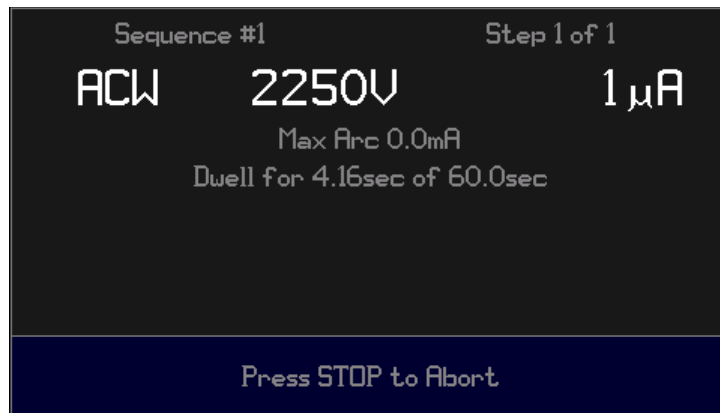 Sequence #1 Step 1 of 1
ACW 2250V 1µA
Max Arc 0.0mA
Dwell for 4.16sec of 60.0sec
Press STOP to Abort